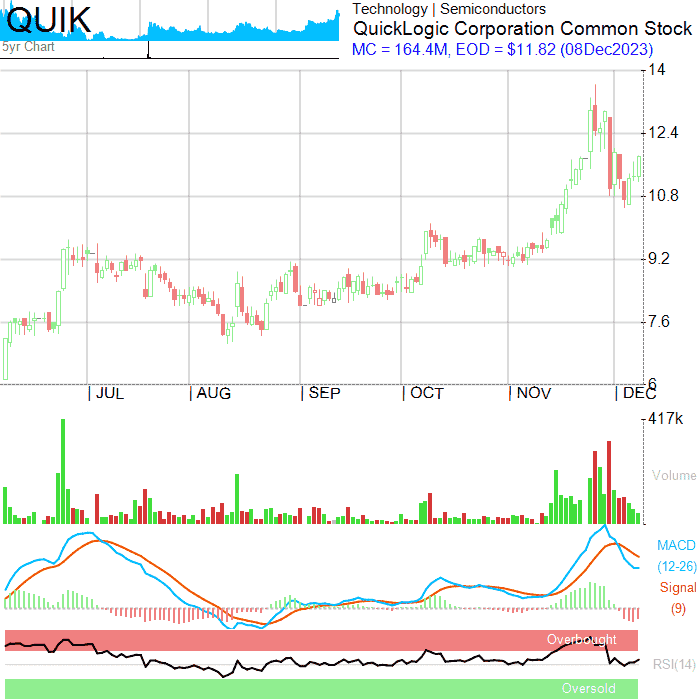 QUIK
5yr Chart
Technology | Semiconductors
QuickLogic Corporation Common Stock
MC = 164.4M, EOD = $11.82 (08Dec2023)
14
12.4
10.8
9.2
7.6
6
| JUL | AUG | SEP | OCT | NOV | DEC
417k
Volume
MACD
(12-26)
Signal
(9)
Overbought
RSI(14)
Oversold